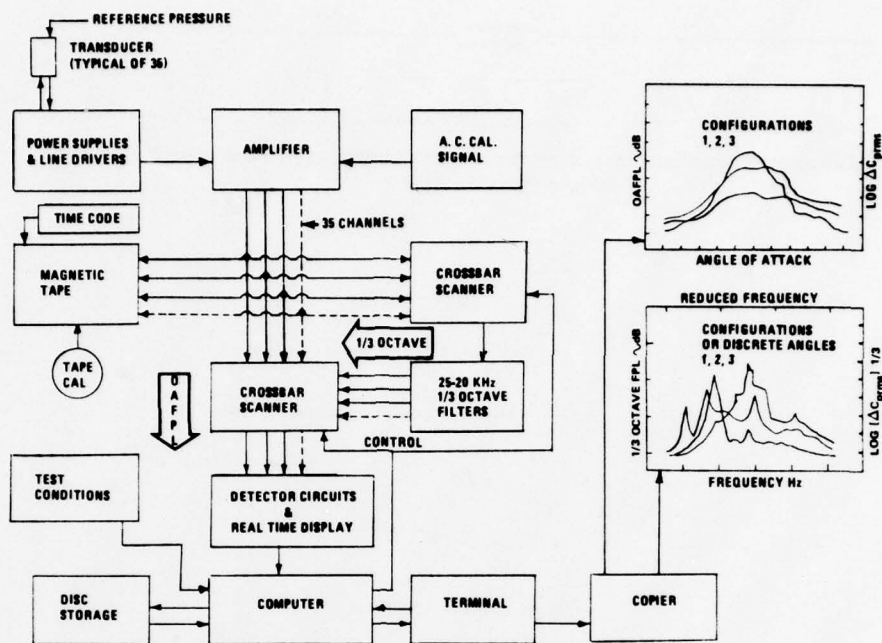 REFERENCE PRESSURE
TRANSDUCER
(TYPICAL OF 36)
POWER SUPPLIES
& LINE DRIVERS
AMPLIFIER
A. C. CAL.
SIGNAL
TIME CODE
35 CHANNELS
MAGNETIC
TAPE
CROSSBAR
SCANNER
TAPE
CAL
1/3 OCTAVE
OAFPL
CROSSBAR
SCANNER
25-20 KHz
1/3 OCTAVE
FILTERS
CONTROL
TEST
CONDITIONS
DETECTOR CIRCUITS
&
REAL TIME DISPLAY
DISC
STORAGE
COMPUTER
TERMINAL
COPIER
OAFPL ~dB
CONFIGURATIONS
1, 2, 3
LOG ΔCprms
ANGLE OF ATTACK
REDUCED FREQUENCY
1/3 OCTAVE FPL ~dB
CONFIGURATIONS
OR DISCRETE ANGLES
1, 2, 3
LOG [ΔCprms] 1/3
FREQUENCY Hz